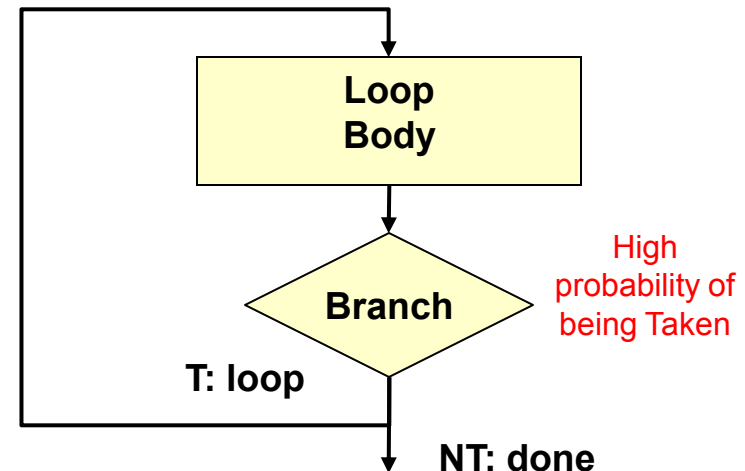 Loop
Body
Branch
High
probability of
being Taken
T: loop
NT: done